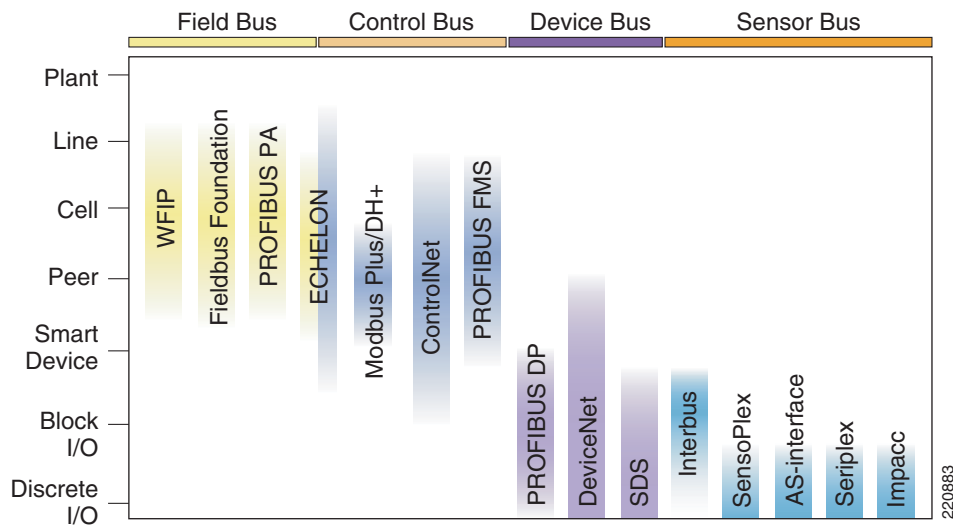 Field Bus
Control Bus
Device Bus
Sensor Bus
Plant
Line
Cell
Peer
Smart
Device
Block
I/O
Discrete
I/O
WFIP
Fieldbus Foundation
PROFIBUS PA
ECHELON
Modbus Plus/DH+
ControlNet
PROFIBUS FMS
PROFIBUS DP
DeviceNet
SDS
Interbus
SensoPlex
AS-interface
Seriplex
Impacc
220883